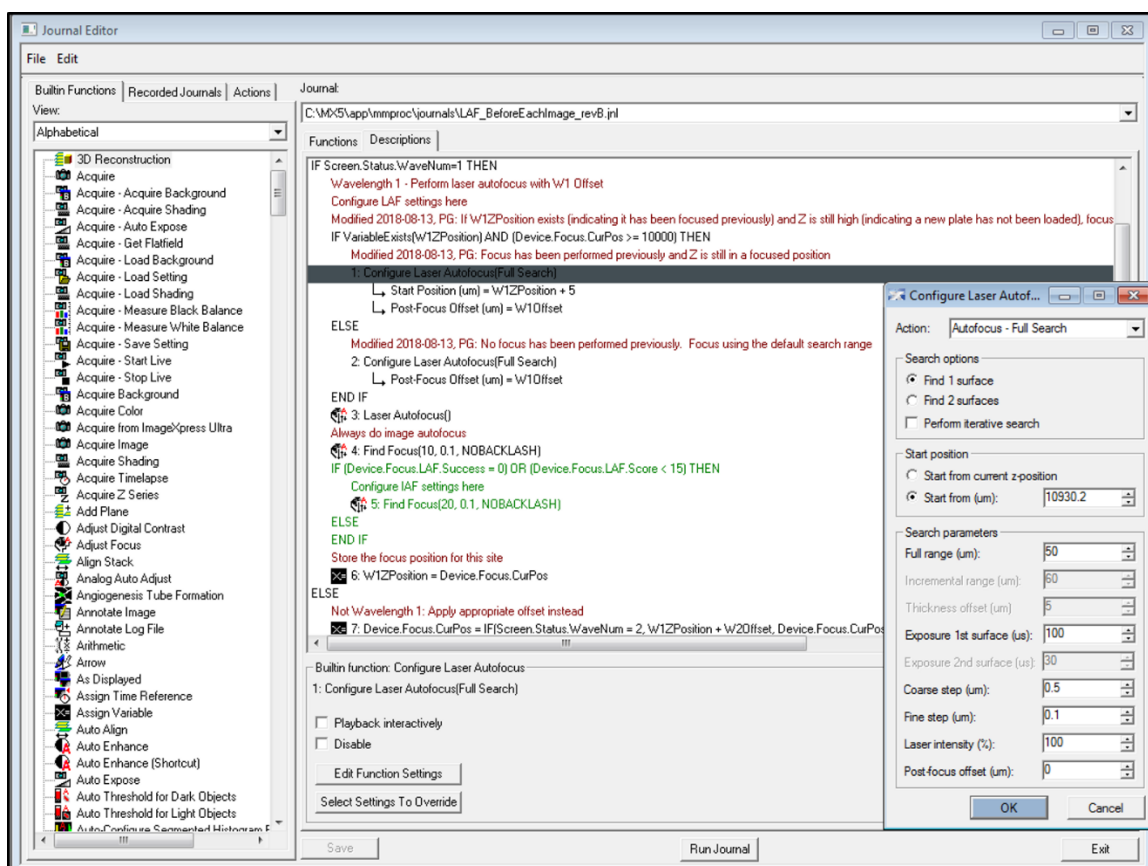 Journal Editor
File Edit
Builtin Functions Recorded Journals Actions
View:
Alphabetical
3D Reconstruction
Acquire
Acquire - Acquire Background
Acquire - Acquire Shading
Acquire - Auto Expose
Acquire - Get Flatfield
Acquire - Load Background
Acquire - Load Setting
Acquire - Load Shading
Acquire - Measure Black Balance
Acquire - Measure White Balance
Acquire - Save Setting
Acquire - Start Live
Acquire - Stop Live
Acquire Background
Acquire Color
Acquire from ImageXpress Ultra
Acquire Image
Acquire Shading
Acquire Timelapse
Acquire Z Series
Add Plane
Adjust Digital Contrast
Adjust Focus
Align Stack
Analog Auto Adjust
Angiogenesis Tube Formation
Annotate Image
Annotate Log File
Arithmetic
Arrow
As Displayed
Assign Time Reference
Assign Variable
Auto Align
Auto Enhance
Auto Enhance (Shortcut)
Auto Expose
Auto Threshold for Dark Objects
Auto Threshold for Light Objects
Auto-Configure Segmented Histogram F
Journal:
C:\MX5\app\mmproc\journals\LAF_BeforeEachImage_revB.jnl
Functions Descriptions
IF Screen.Status.WaveNum=1 THEN
Wavelength 1 - Perform laser autofocus with W1 Offset
Configure LAF settings here
Modified 2018-08-13, PG: If W1ZPosition exists (indicating it has been focused previously) and Z is still high (indicating a new plate has not been loaded), focus
IF VariableExists(W1ZPosition) AND (Device.Focus.CurPos >= 10000) THEN
Modified 2018-08-13, PG: Focus has been performed previously and Z is still in a focused position
1: Configure Laser Autofocus(Full Search)
Start Position (um) = W1ZPosition + 5
Post-Focus Offset (um) = W1Offset
ELSE
Modified 2018-08-13, PG: No focus has been performed previously. Focus using the default search range
2: Configure Laser Autofocus(Full Search)
Post-Focus Offset (um) = W1Offset
END IF
3: Laser Autofocus()
Always do image autofocus
4: Find Focus(10, 0.1, NOBACKLASH)
IF (Device.Focus.LAF.Success = 0) OR (Device.Focus.LAF.Score < 15) THEN
Configure IAF settings here
5: Find Focus(20, 0.1, NOBACKLASH)
ELSE
END IF
Store the focus position for this site
6: W1ZPosition = Device.Focus.CurPos
ELSE
Not Wavelength 1: Apply appropriate offset instead
7: Device.Focus.CurPos = IF(Screen.Status.WaveNum = 2, W1ZPosition + W2Offset, Device.Focus.CurPos
Builtin function: Configure Laser Autofocus
1: Configure Laser Autofocus(Full Search)
Playback interactively
Disable
Edit Function Settings
Select Settings To Override
Save
Run Journal
Exit
Configure Laser Autof...
Action: Autofocus - Full Search
Search options
Find 1 surface
Find 2 surfaces
Perform iterative search
Start position
Start from current z-position
Start from (um): 10930.2
Search parameters
Full range (um): 50
Incremental range (um): 60
Thickness offset (um) 5
Exposure 1st surface (us): 100
Exposure 2nd surface (us): 30
Coarse step (um): 0.5
Fine step (um): 0.1
Laser intensity (%): 100
Post-focus offset (um): 0
OK Cancel